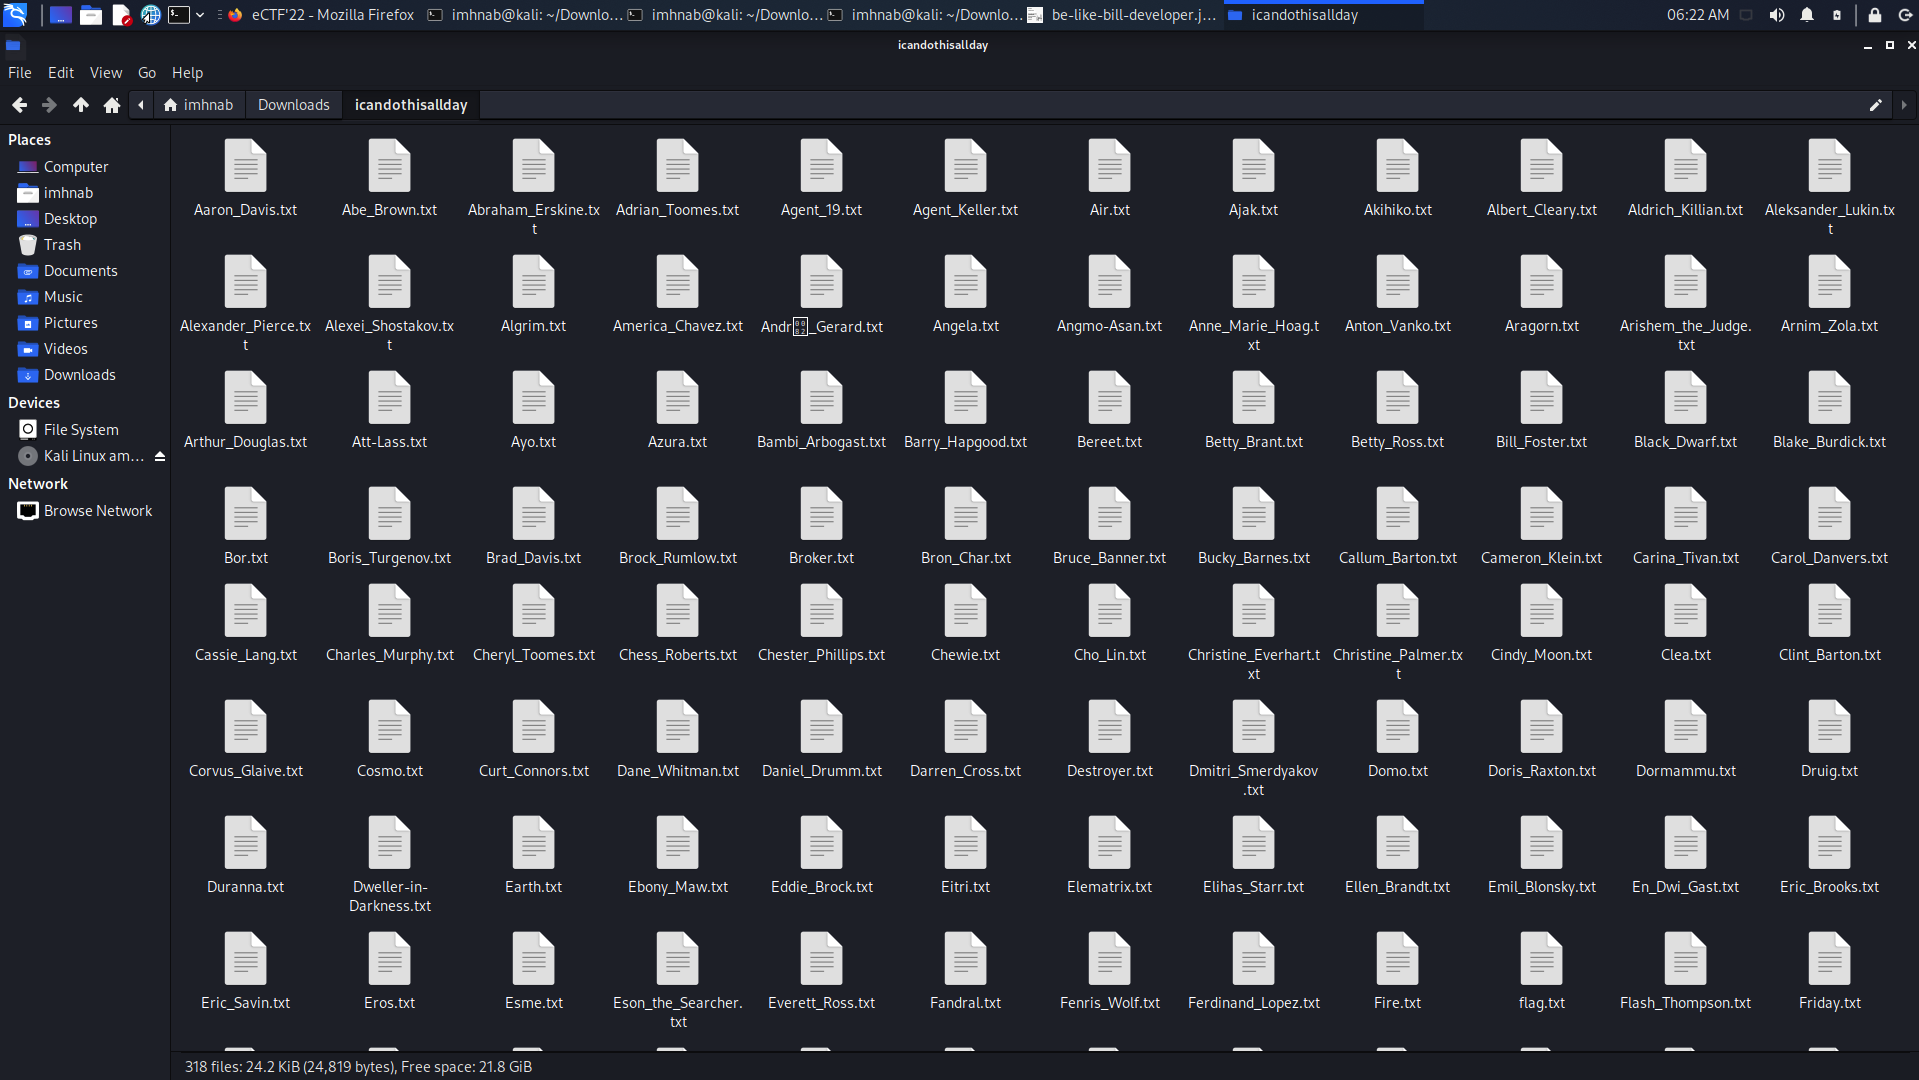 eCTF'22 - Mozilla Firefox
imhnab@kali: ~/Downlo...
imhnab@kali: ~/Downlo...
imhnab@kali: ~/Downlo...
be-like-bill-developer.j...
icandothisallday
06:22 AM
icandothisallday
File Edit View Go Help
imhnab Downloads icandothisallday
Places
Computer
imhnab
Desktop
Trash
Documents
Music
Pictures
Videos
Downloads
Devices
File System
Kali Linux am...
Network
Browse Network
Aaron_Davis.txt
Abe_Brown.txt
Abraham_Erskine.tx
t
Adrian_Toomes.txt
Agent_19.txt
Agent_Keller.txt
Air.txt
Ajak.txt
Akihiko.txt
Albert_Cleary.txt
Aldrich_Killian.txt
Aleksander_Lukin.tx
t
Alexander_Pierce.tx
t
Alexei_Shostakov.tx
t
Algrim.txt
America_Chavez.txt
Andr_Gerard.txt
Angela.txt
Angmo-Asan.txt
Anne_Marie_Hoag.t
xt
Anton_Vanko.txt
Aragorn.txt
Arishem_the_Judge.
txt
Arnim_Zola.txt
Arthur_Douglas.txt
Att-Lass.txt
Ayo.txt
Azura.txt
Bambi_Arbogast.txt
Barry_Hapgood.txt
Bereet.txt
Betty_Brant.txt
Betty_Ross.txt
Bill_Foster.txt
Black_Dwarf.txt
Blake_Burdick.txt
Bor.txt
Boris_Turgenov.txt
Brad_Davis.txt
Brock_Rumlow.txt
Broker.txt
Bron_Char.txt
Bruce_Banner.txt
Bucky_Barnes.txt
Callum_Barton.txt
Cameron_Klein.txt
Carina_Tivan.txt
Carol_Danvers.txt
Cassie_Lang.txt
Charles_Murphy.txt
Cheryl_Toomes.txt
Chess_Roberts.txt
Chester_Phillips.txt
Chewie.txt
Cho_Lin.txt
Christine_Everhart.t
xt
Christine_Palmer.tx
t
Cindy_Moon.txt
Clea.txt
Clint_Barton.txt
Corvus_Glaive.txt
Cosmo.txt
Curt_Connors.txt
Dane_Whitman.txt
Daniel_Drumm.txt
Darren_Cross.txt
Destroyer.txt
Dmitri_Smerdyakov
.txt
Domo.txt
Doris_Raxton.txt
Dormammu.txt
Druig.txt
Duranna.txt
Dweller-in-
Darkness.txt
Earth.txt
Ebony_Maw.txt
Eddie_Brock.txt
Eitri.txt
Elematrix.txt
Elihas_Starr.txt
Ellen_Brandt.txt
Emil_Blonsky.txt
En_Dwi_Gast.txt
Eric_Brooks.txt
Eric_Savin.txt
Eros.txt
Esme.txt
Eson_the_Searcher.
txt
Everett_Ross.txt
Fandral.txt
Fenris_Wolf.txt
Ferdinand_Lopez.txt
Fire.txt
flag.txt
Flash_Thompson.txt
Friday.txt
318 files: 24.2 KiB (24,819 bytes), Free space: 21.8 GiB